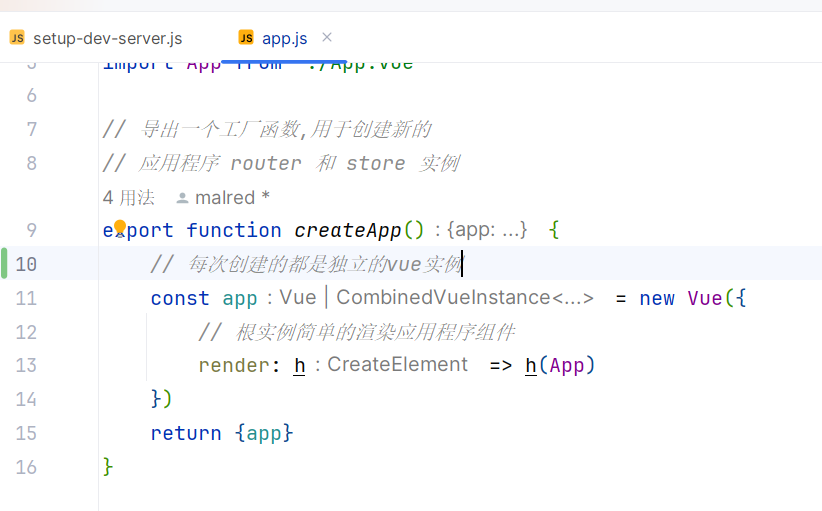 JS setup-dev-server.js JS app.js ×
5 import App from './App.vue'
6
7 // 导出一个工厂函数,用于创建新的
8 // 应用程序 router 和 store 实例
4 用法 malred *
9 export function createApp() : {app: ...} {
10 // 每次创建的都是独立的vue实例
11 const app : Vue | CombinedVueInstance<...> = new Vue({
12 // 根实例简单的渲染应用程序组件
13 render: h : CreateElement => h(App)
14 })
15 return {app}
16 }